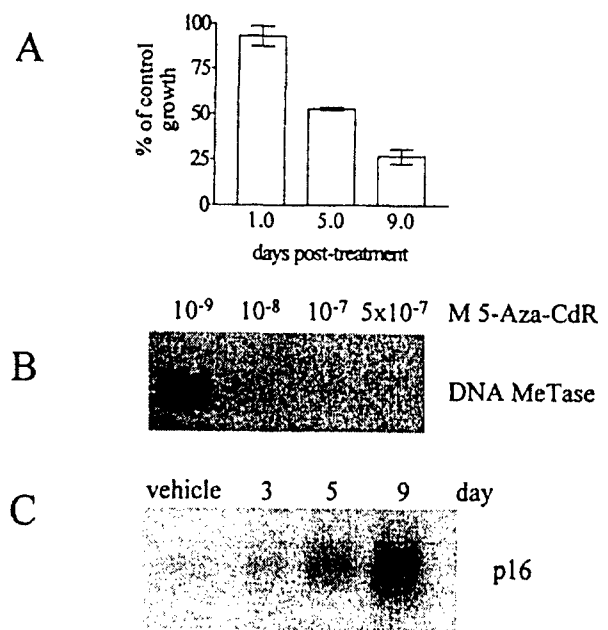 A
% of control
growth
100
75
50
25
0
1.0 5.0 9.0
days post-treatment
10⁻⁹ 10⁻⁸ 10⁻⁷ 5x10⁻⁷ M 5-Aza-CdR
B
DNA MeTase
vehicle 3 5 9 day
C
p16